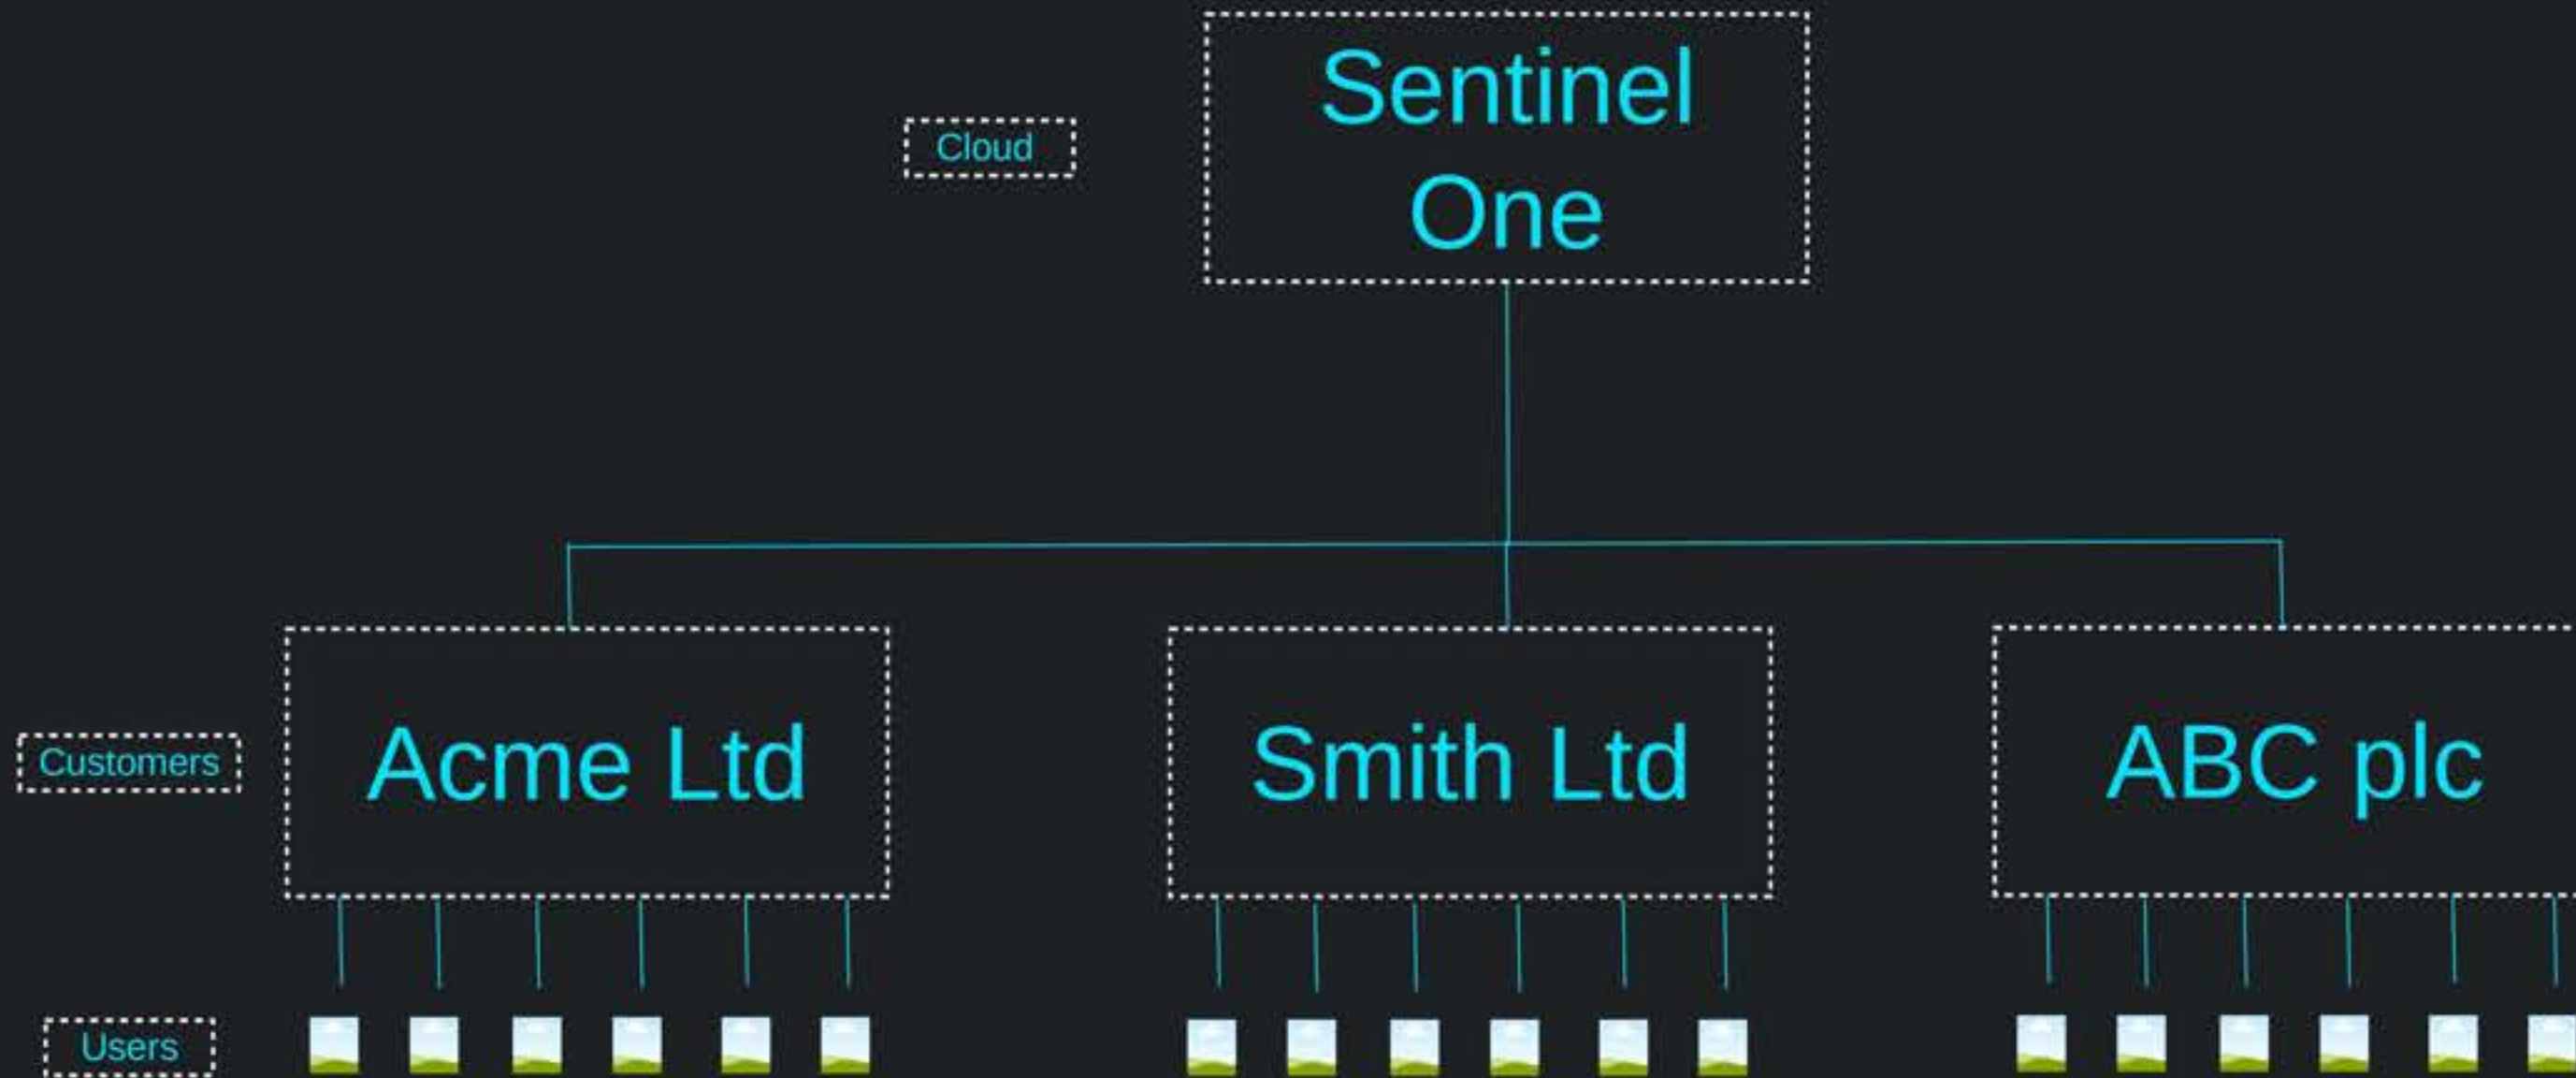 Sentinel
One
Cloud
Customers
Acme Ltd
Smith Ltd
ABC plc
Users